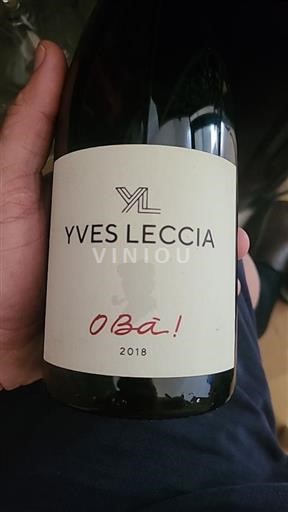 YL
YVES LECCIA
VINIOU
O Bà!
2018